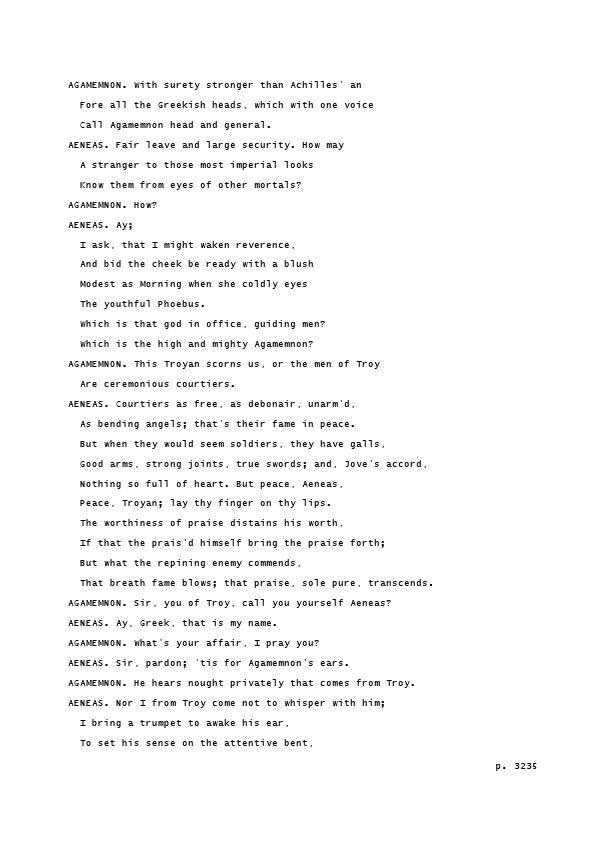 AGAMEMNON. With surety stronger than Achilles' an
Fore all the Greekish heads, which with one voice
Call Agamemnon head and general.
AENEAS. Fair leave and large security. How may
A stranger to those most imperial looks
Know them from eyes of other mortals?
AGAMEMNON. How?
AENEAS. Ay;
I ask, that I might waken reverence,
And bid the cheek be ready with a blush
Modest as Morning when she coldly eyes
The youthful Phoebus.
Which is that god in office, guiding men?
Which is the high and mighty Agamemnon?
AGAMEMNON. This Troyan scorns us, or the men of Troy
Are ceremonious courtiers.
AENEAS. Courtiers as free, as debonair, unarm'd,
As bending angels; that's their fame in peace.
But when they would seem soldiers, they have galls,
Good arms, strong joints, true swords; and, Jove's accord,
Nothing so full of heart. But peace, Aeneas,
Peace, Troyan; lay thy finger on thy lips.
The worthiness of praise distains his worth,
If that the prais'd himself bring the praise forth;
But what the repining enemy commends,
That breath fame blows; that praise, sole pure, transcends.
AGAMEMNON. Sir, you of Troy, call you yourself Aeneas?
AENEAS. Ay, Greek, that is my name.
AGAMEMNON. What's your affair, I pray you?
AENEAS. Sir, pardon; 'tis for Agamemnon's ears.
AGAMEMNON. He hears nought privately that comes from Troy.
AENEAS. Nor I from Troy come not to whisper with him;
I bring a trumpet to awake his ear,
To set his sense on the attentive bent,
p. 3235